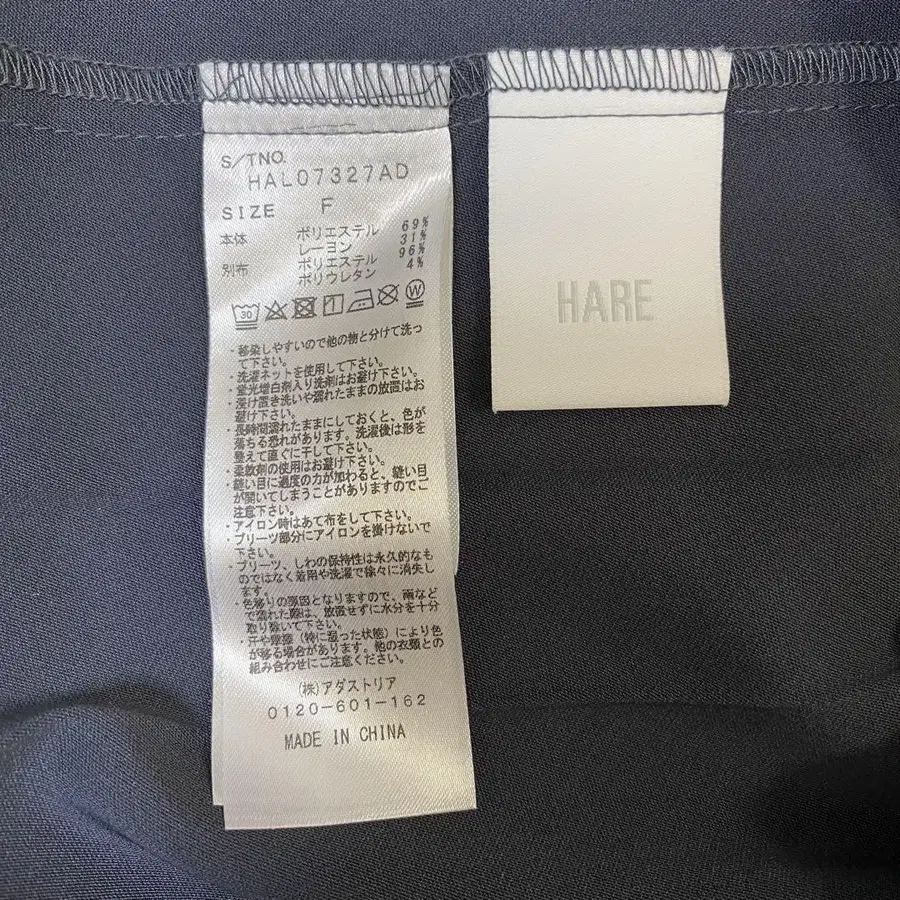 S/TNO.
HAL07327AD
SIZE F
本体 ポリエステル 69%
レーヨン 31%
別布 ポリエステル 96%
ポリウレタン 4%
30 W
・移染しやすいので他の物と分けて洗っ
て下さい。
・洗濯ネットを使用して下さい。
・蛍光増白剤入り洗剤はお避け下さい。
・漬け置き洗いや濡れたままの放置はお
避け下さい。
・長時間濡れたままにしておくと、色が
落ちる恐れがあります。洗濯後は形を
整えて直ぐに干して下さい。
・柔軟剤の使用はお避け下さい。
・縫い目に過度の力が加わると、縫い目
が開いてしまうことがありますのでご
注意下さい。
・アイロン時はあて布をして下さい。
・プリーツ部分にアイロンを掛けないで
下さい。
・プリーツ、しわの保持性は永久的なも
のではなく着用や洗濯で徐々に消失し
ます。
・色移りの原因となりますので、雨など
で濡れた際は、放置せずに水分を十分
取り除いて下さい。
・汗や摩擦（特に湿った状態）により色
が移る場合があります。他の衣類との
組み合わせにご注意ください。
(株)アダストリア
0120-601-162
MADE IN CHINA
HARE